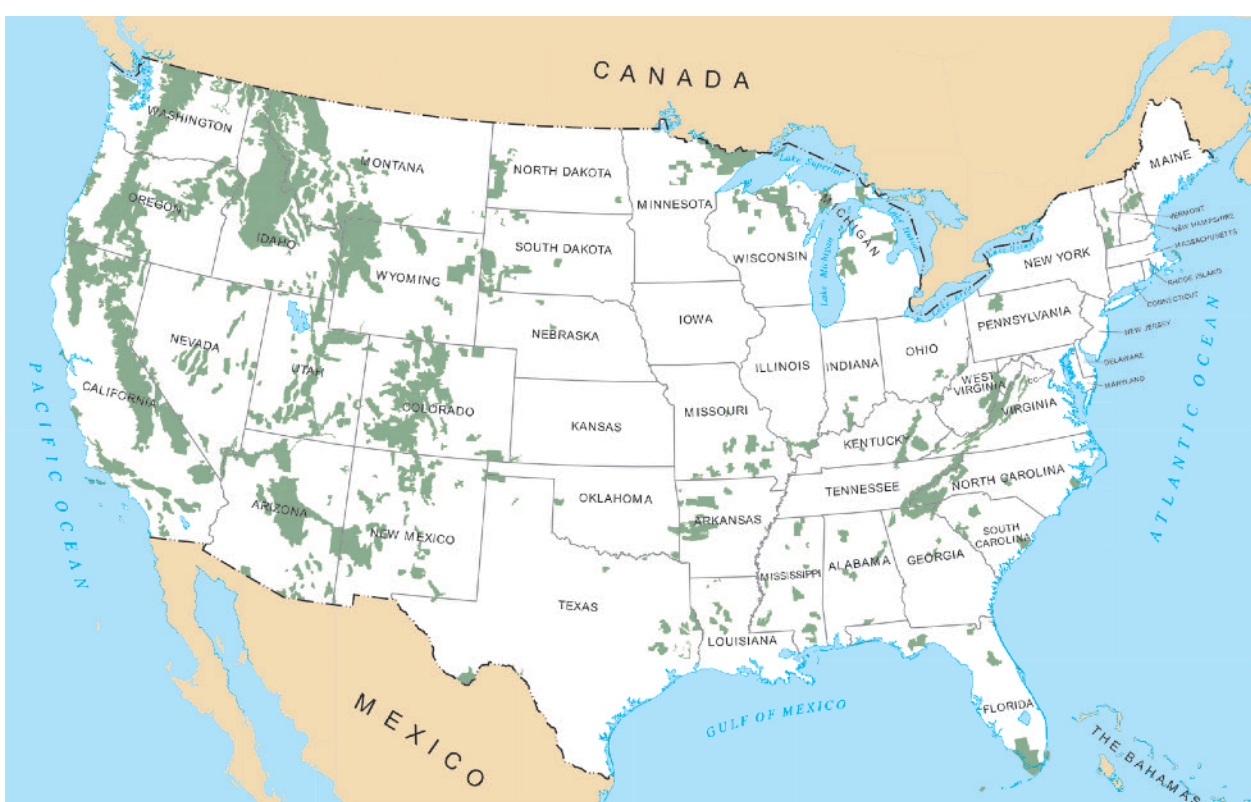 CANADA
WASHINGTON
MONTANA
NORTH DAKOTA
MINNESOTA
Lake Superior
MICHIGAN
Lake Michigan
MAINE
VERMONT
NEW HAMPSHIRE
MASSACHUSETTS
RHODE ISLAND
CONNECTICUT
NEW YORK
OREGON
IDAHO
WYOMING
SOUTH DAKOTA
WISCONSIN
NEBRASKA
IOWA
PENNSYLVANIA
NEW JERSEY
DELAWARE
MARYLAND
NEVADA
UTAH
COLORADO
KANSAS
MISSOURI
ILLINOIS
INDIANA
OHIO
WEST
VIRGINIA
DC
VIRGINIA
KENTUCKY
CALIFORNIA
ARIZONA
NEW MEXICO
OKLAHOMA
ARKANSAS
TENNESSEE
NORTH CAROLINA
SOUTH
CAROLINA
TEXAS
LOUISIANA
MISSISSIPPI
ALABAMA
GEORGIA
FLORIDA
PACIFIC OCEAN
ATLANTIC OCEAN
GULF OF MEXICO
MEXICO
THE BAHAMAS